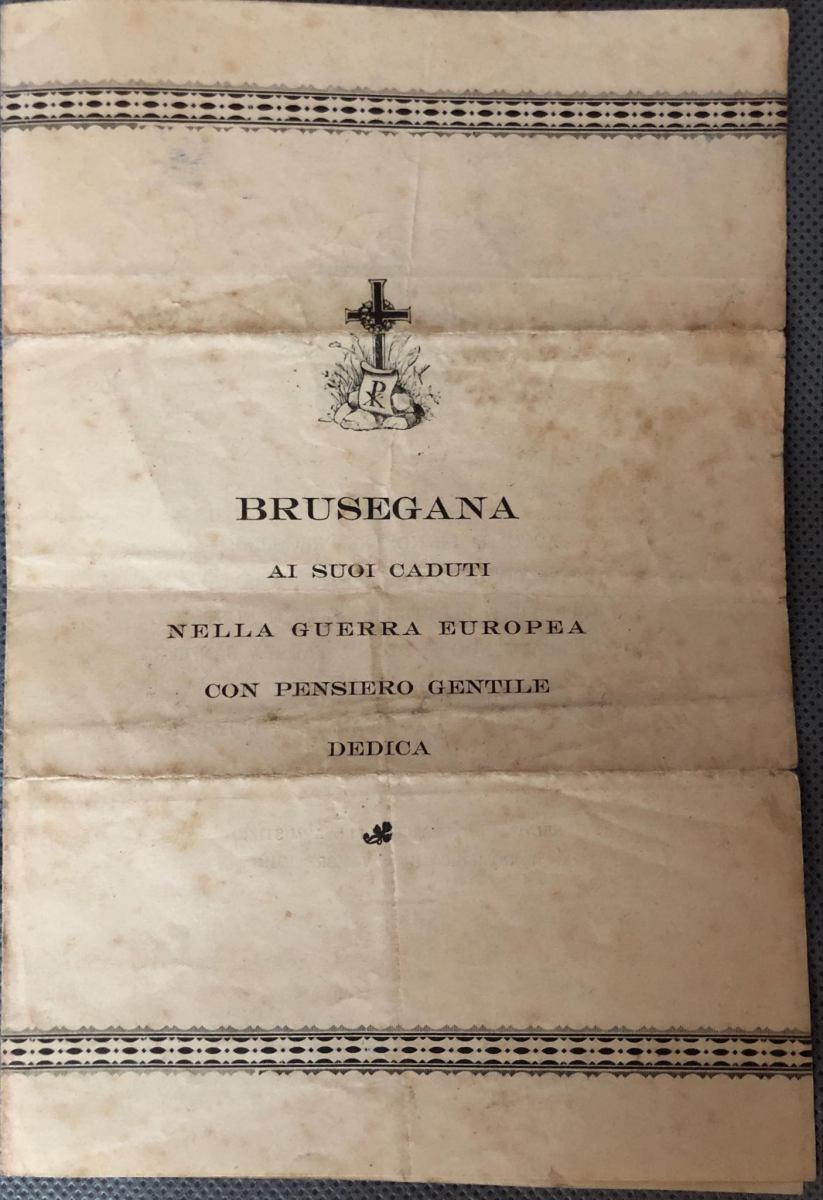 BRUSEGANA
AI SUOI CADUTI
NELLA GUERRA EUROPEA
CON PENSIERO GENTILE
DEDICA